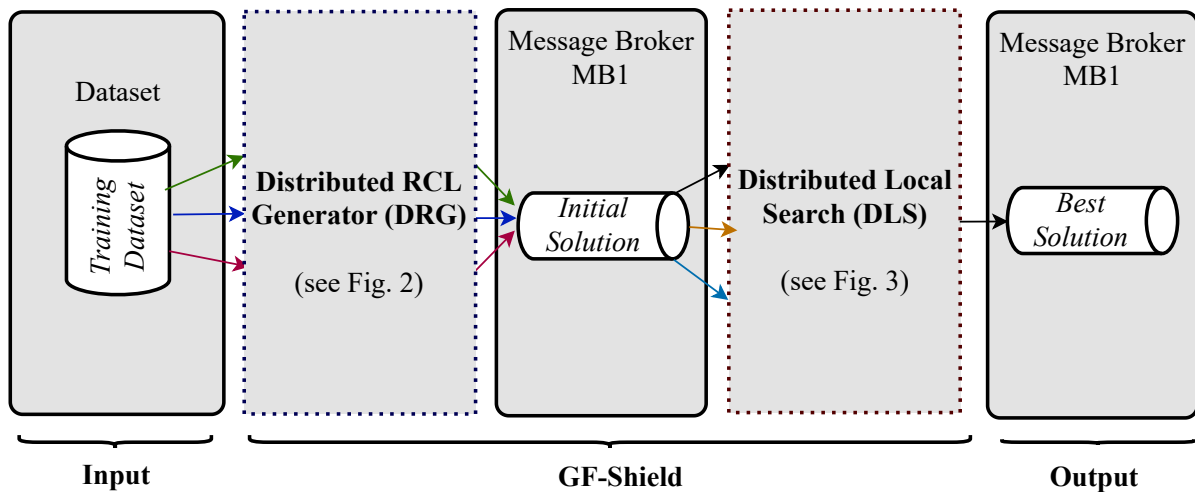 Dataset
Training
Dataset
Distributed RCL
Generator (DRG)
(see Fig. 2)
Message Broker
MB1
Initial
Solution
Distributed Local
Search (DLS)
(see Fig. 3)
Message Broker
MB1
Best
Solution
Input
GF-Shield
Output